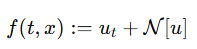 f(t, x) := u_t + 𝒩[u]